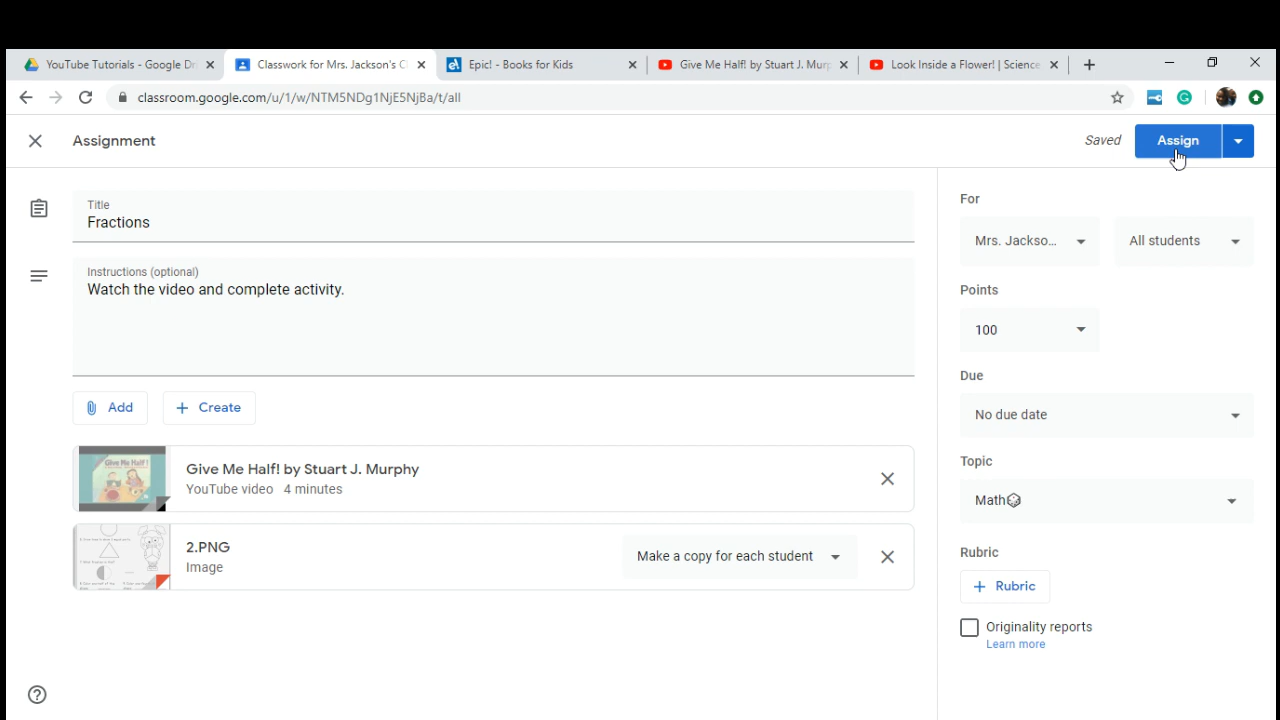 YouTube Tutorials - Google Dr
Classwork for Mrs. Jackson's Cl
Epic! - Books for Kids
Give Me Half! by Stuart J. Murp
Look Inside a Flower! | Science
classroom.google.com/u/1/w/NTM5NDg1NjE5NjBa/t/all
Assignment
Saved
Assign
Title
Fractions
Instructions (optional)
Watch the video and complete activity.
Add
Create
Give Me Half! by Stuart J. Murphy
YouTube video 4 minutes
2.PNG
Image
Make a copy for each student
For
Mrs. Jackso...
All students
Points
100
Due
No due date
Topic
Math
Rubric
Rubric
Originality reports
Learn more